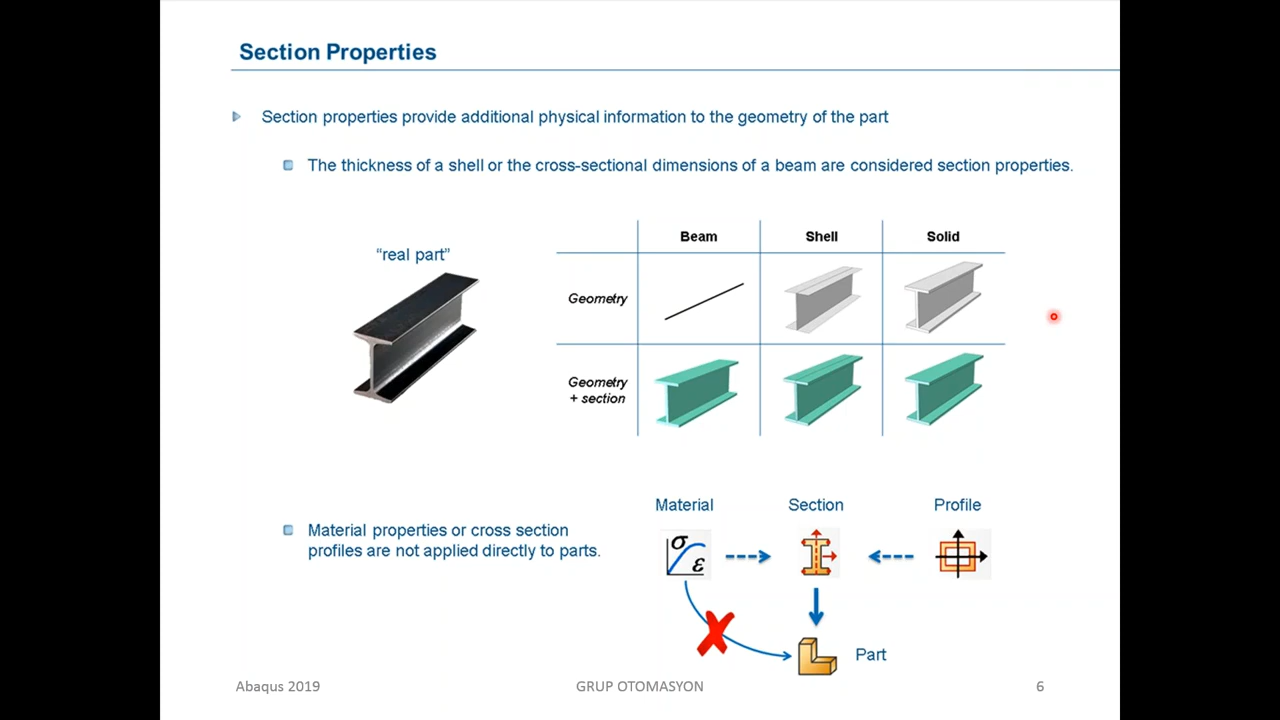 Section Properties
Section properties provide additional physical information to the geometry of the part
The thickness of a shell or the cross-sectional dimensions of a beam are considered section properties.
“real part”
Beam Shell Solid
Geometry
Geometry
+ section
Material properties or cross section
profiles are not applied directly to parts.
Material Section Profile
σ
ε
Part
Abaqus 2019 GRUP OTOMASYON 6